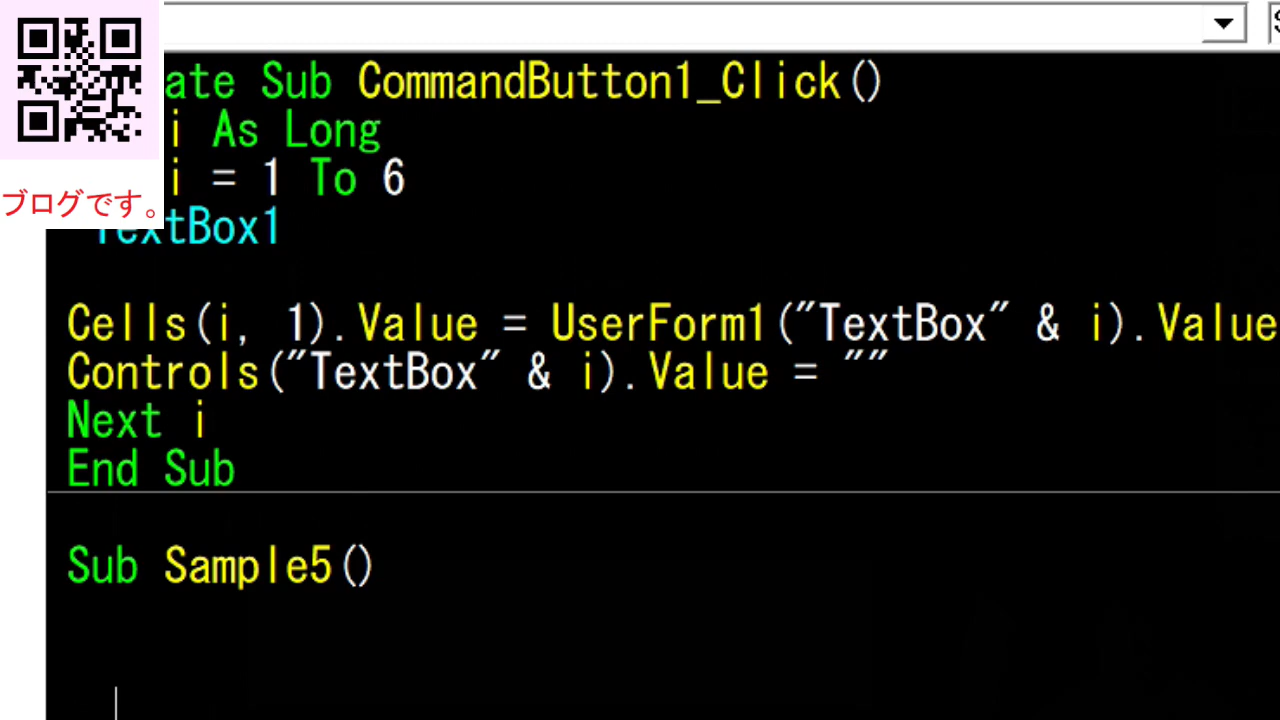 ate Sub CommandButton1_Click()
i As Long
i = 1 To 6
ブログです。
TextBox1
Cells(i, 1).Value = UserForm1("TextBox" & i).Value
Controls("TextBox" & i).Value = ""
Next i
End Sub
Sub Sample5()